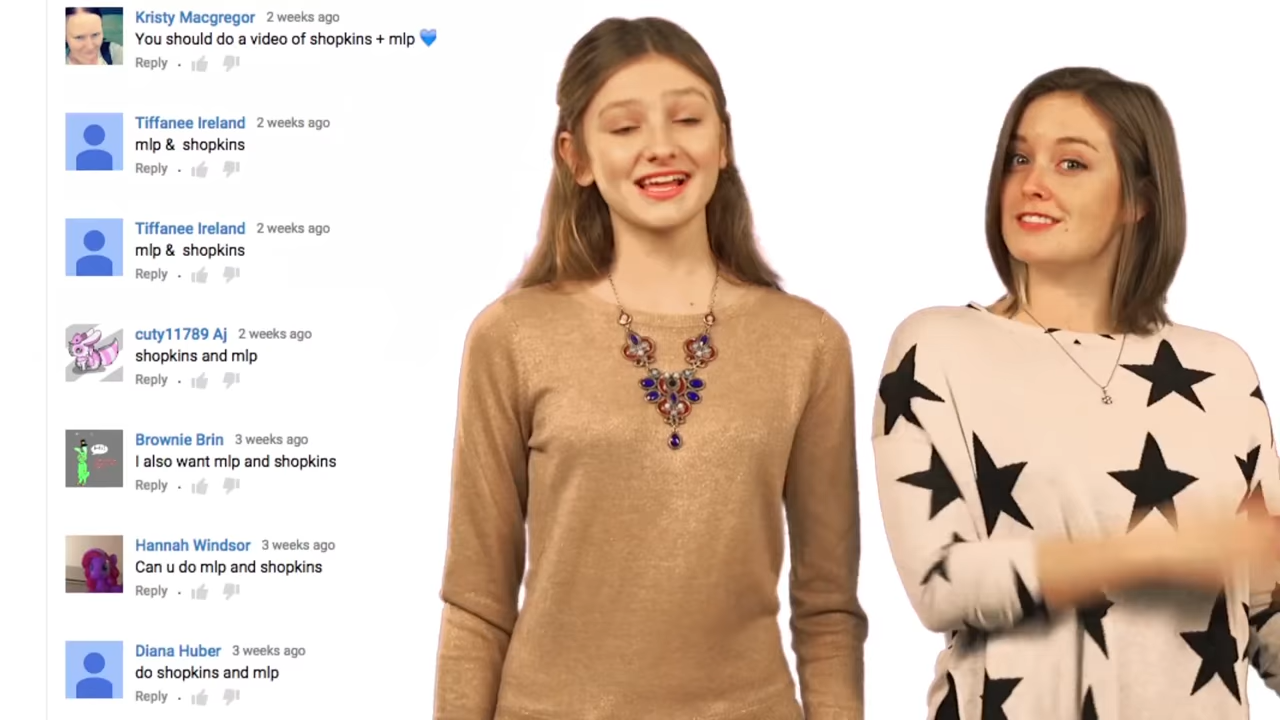 Kristy Macgregor 2 weeks ago
You should do a video of shopkins + mlp 💙
Reply ·
Tiffanee Ireland 2 weeks ago
mlp & shopkins
Reply ·
Tiffanee Ireland 2 weeks ago
mlp & shopkins
Reply ·
cuty11789 Aj 2 weeks ago
shopkins and mlp
Reply ·
Brownie Brin 3 weeks ago
I also want mlp and shopkins
Reply ·
Hannah Windsor 3 weeks ago
Can u do mlp and shopkins
Reply ·
Diana Huber 3 weeks ago
do shopkins and mlp
Reply ·